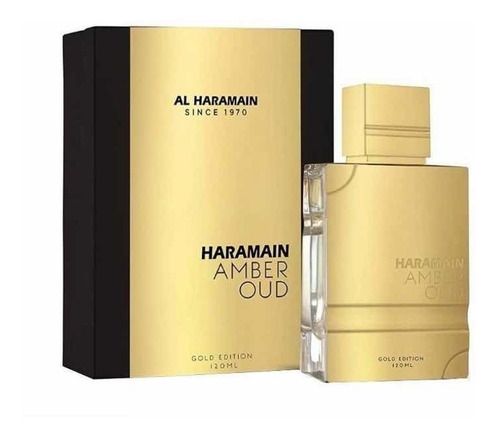 AL HARAMAIN
SINCE 1970
HARAMAIN
AMBER
OUD
GOLD EDITION
120ML
HARAMAIN
AMBER
OUD
GOLD EDITION
120ML